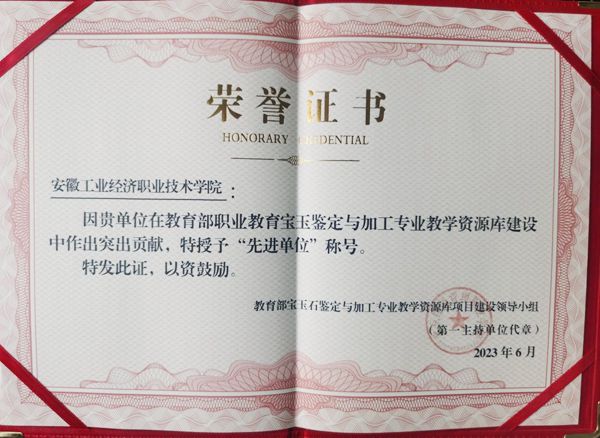 荣誉证书
HONORARY CREDENTIAL
安徽工业经济职业技术学院：
因贵单位在教育部职业教育宝玉鉴定与加工专业教学资源库建设
中作出突出贡献，特授予“先进单位”称号。
特发此证，以资鼓励。
教育部宝玉石鉴定与加工专业教学资源库项目建设领导小组
（第一主持单位代章）
2023年6月